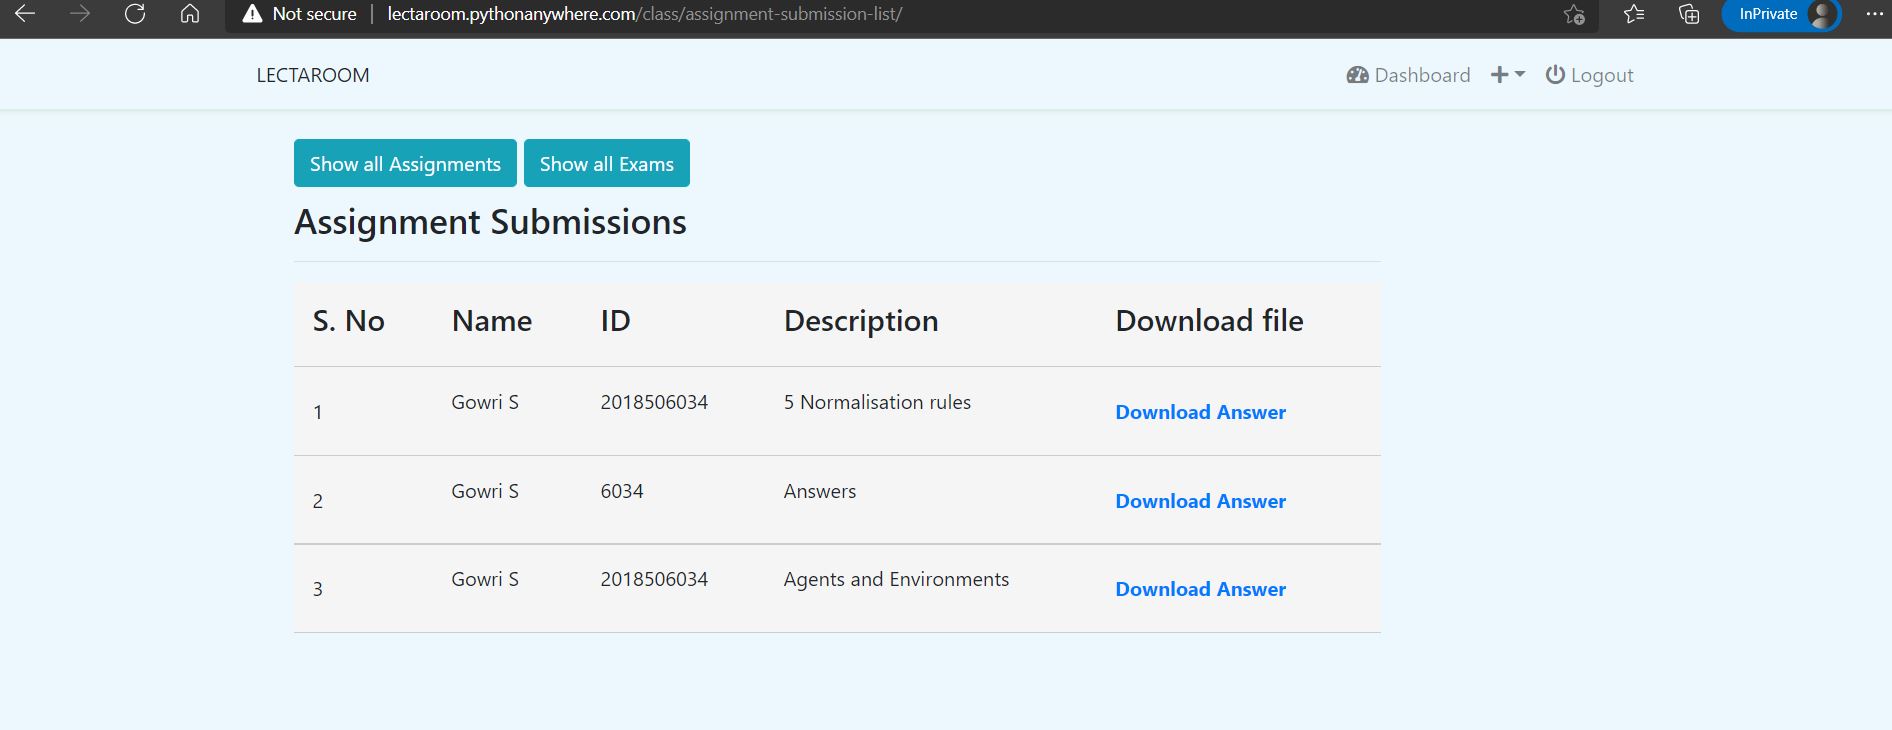 Not secure | lectaroom.pythonanywhere.com/class/assignment-submission-list/ InPrivate
LECTAROOM Dashboard Logout
Show all Assignments Show all Exams
Assignment Submissions
S. No Name ID Description Download file
1 Gowri S 2018506034 5 Normalisation rules Download Answer
2 Gowri S 6034 Answers Download Answer
3 Gowri S 2018506034 Agents and Environments Download Answer